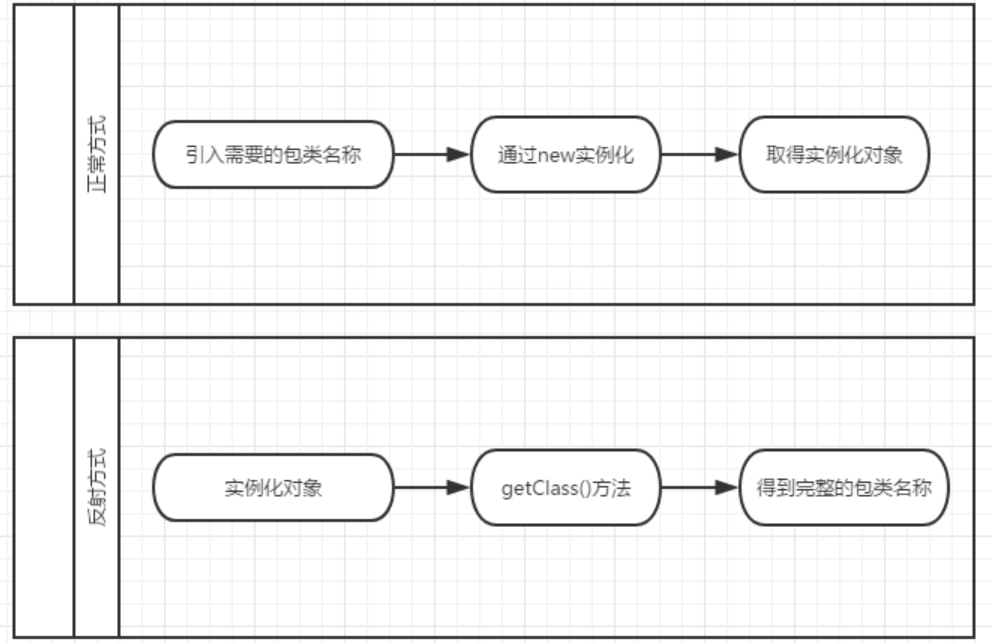 正常方式
引入需要的包类名称
通过new实例化
取得实例化对象
反射方式
实例化对象
getClass()方法
得到完整的包类名称